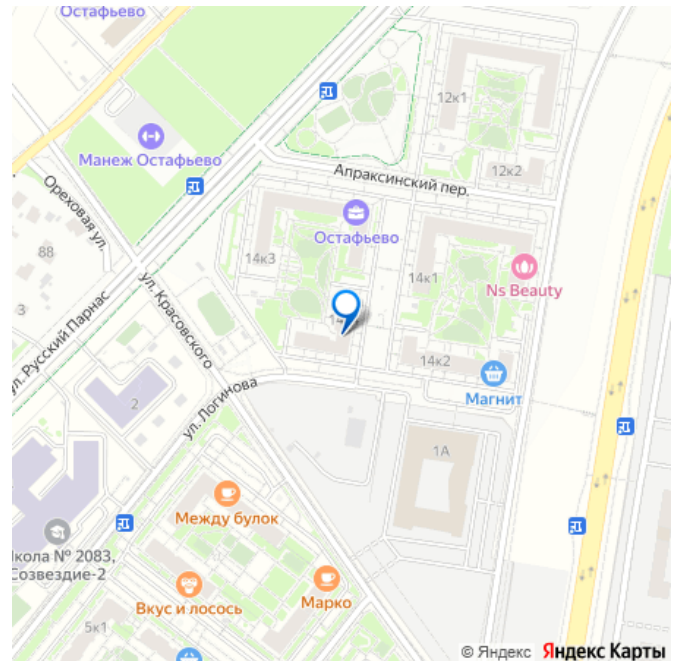 Остафьево
12к1
Манеж Остафьево
12к2
Апраксинский пер.
Ореховая ул.
Остафьево
88
14к3
14к1
Ns Beauty
3
ул. Красовского
14
ул. Русский Парнас
14к2
Магнит
2
ул. Логинова
1А
Между булок
Школа № 2083,
Созвездие-2
Вкус и лосось
Марко
5к1
© Яндекс Яндекс Карты